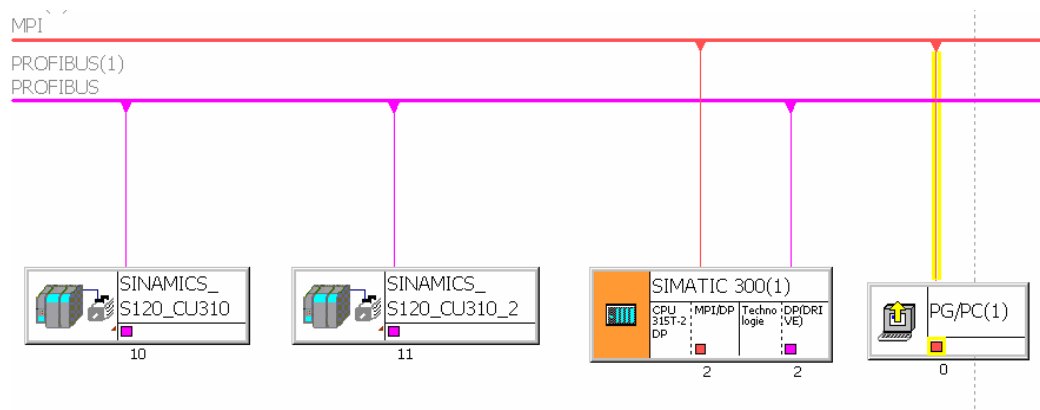 MPI
PROFIBUS(1)
PROFIBUS
SINAMICS_
S120_CU310
10
SINAMICS_
S120_CU310_2
11
SIMATIC 300(1)
CPU
315T-2
DP
MPI/DP
Techno
logie
DP(DRI
VE)
2
2
PG/PC(1)
0